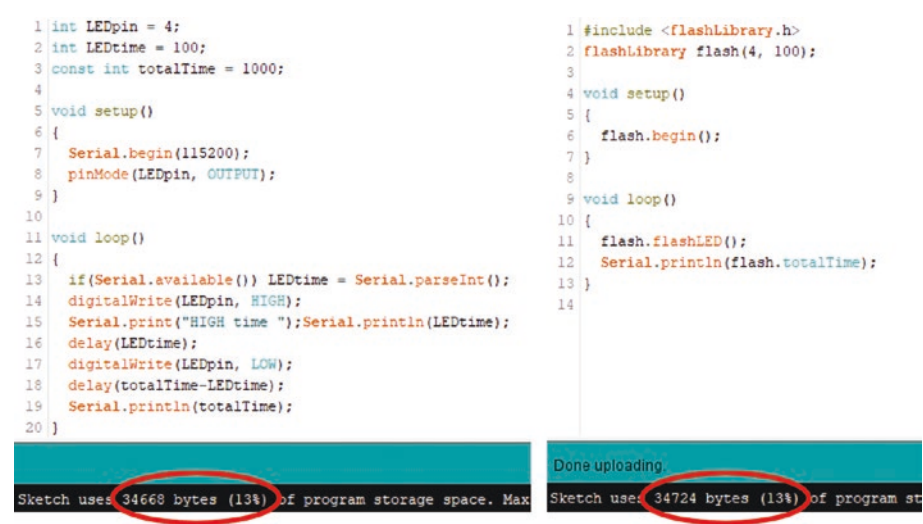 1 int LEDpin = 4;
2 int LEDtime = 100;
3 const int totalTime = 1000;
4
5 void setup()
6 {
7   Serial.begin(115200);
8   pinMode(LEDpin, OUTPUT);
9 }
10
11 void loop()
12 {
13   if(Serial.available()) LEDtime = Serial.parseInt();
14   digitalWrite(LEDpin, HIGH);
15   Serial.print("HIGH time ");Serial.println(LEDtime);
16   delay(LEDtime);
17   digitalWrite(LEDpin, LOW);
18   delay(totalTime-LEDtime);
19   Serial.println(totalTime);
20 }
Sketch uses 34668 bytes (13%) of program storage space. Max
1 #include <flashLibrary.h>
2 flashLibrary flash(4, 100);
3
4 void setup()
5 {
6   flash.begin();
7 }
8
9 void loop()
10 {
11   flash.flashLED();
12   Serial.println(flash.totalTime);
13 }
14
Done uploading.
Sketch uses 34724 bytes (13%) of program st